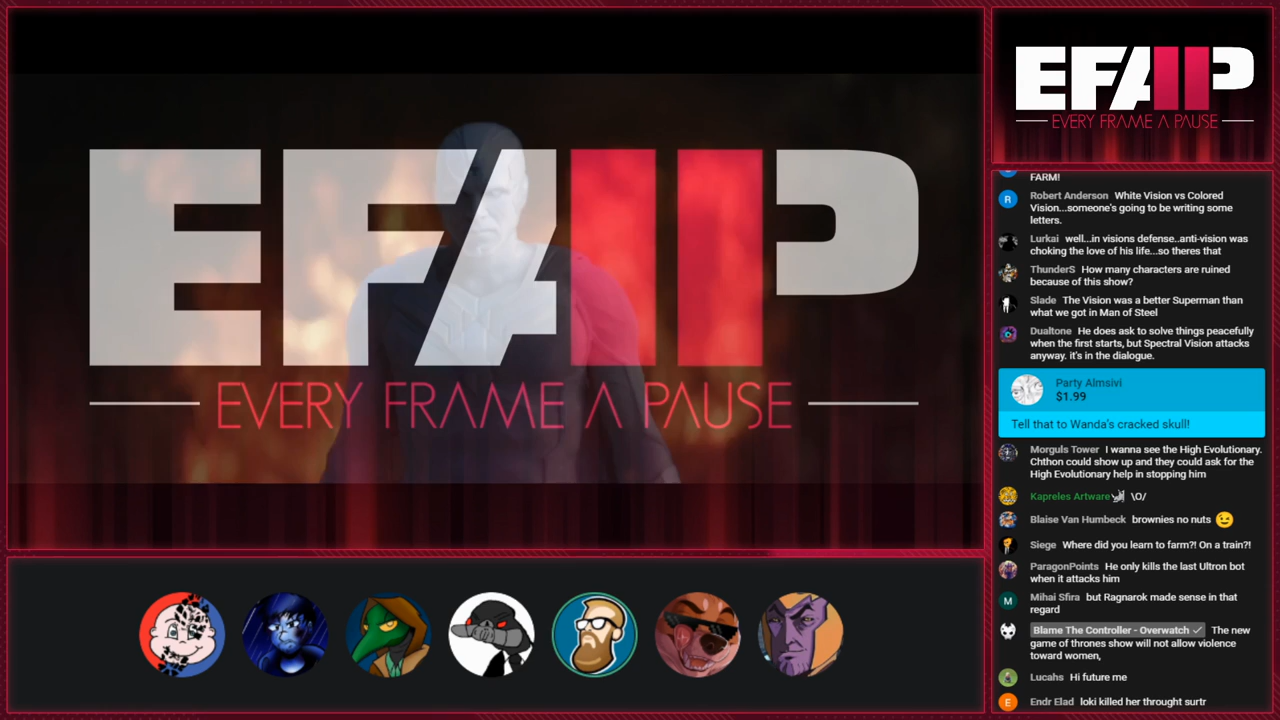 EFAP
EVERY FRAME A PAUSE
EFAP
EVERY FRAME A PAUSE
FARM!
R
Robert Anderson White Vision vs Colored
Vision...someone's going to be writing some
letters.
Lurkai well...in visions defense..anti-vision was
choking the love of his life...so theres that
ThunderS How many characters are ruined
because of this show?
Slade The Vision was a better Superman than
what we got in Man of Steel
Dualtone He does ask to solve things peacefully
when the first starts, but Spectral Vision attacks
anyway. it's in the dialogue.
Party Almsivi
$1.99
Tell that to Wanda's cracked skull!
Morguls Tower I wanna see the High Evolutionary.
Chthon could show up and they could ask for the
High Evolutionary help in stopping him
Kapreles Artware \O/
Blaise Van Humbeck brownies no nuts 😉
Siege Where did you learn to farm?! On a train?!
ParagonPoints He only kills the last Ultron bot
when it attacks him
M
Mihai Sfira but Ragnarok made sense in that
regard
Blame The Controller - Overwatch ✓ The new
game of thrones show will not allow violence
toward women,
Lucahs Hi future me
E
Endr Elad loki killed her throught surtr